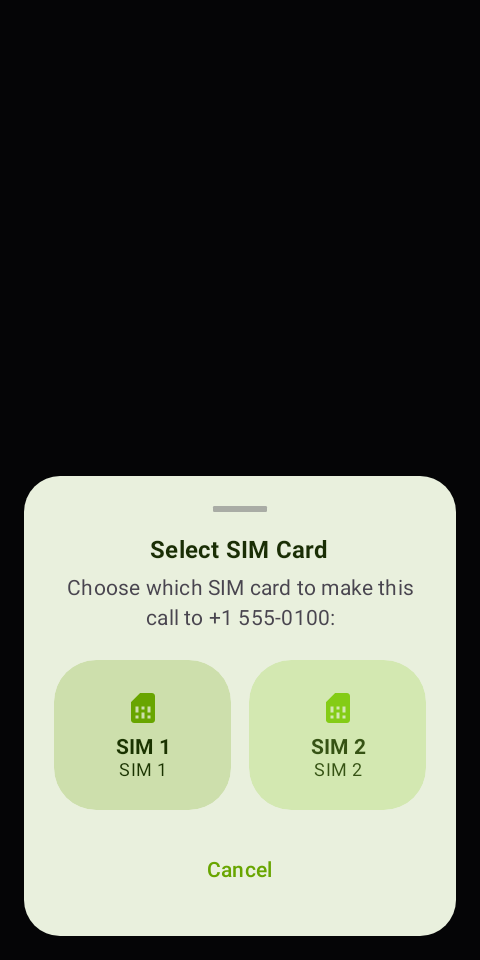 Select SIM Card
Choose which SIM card to make this
call to +1 555-0100:
SIM 1
SIM 1
SIM 2
SIM 2
Cancel